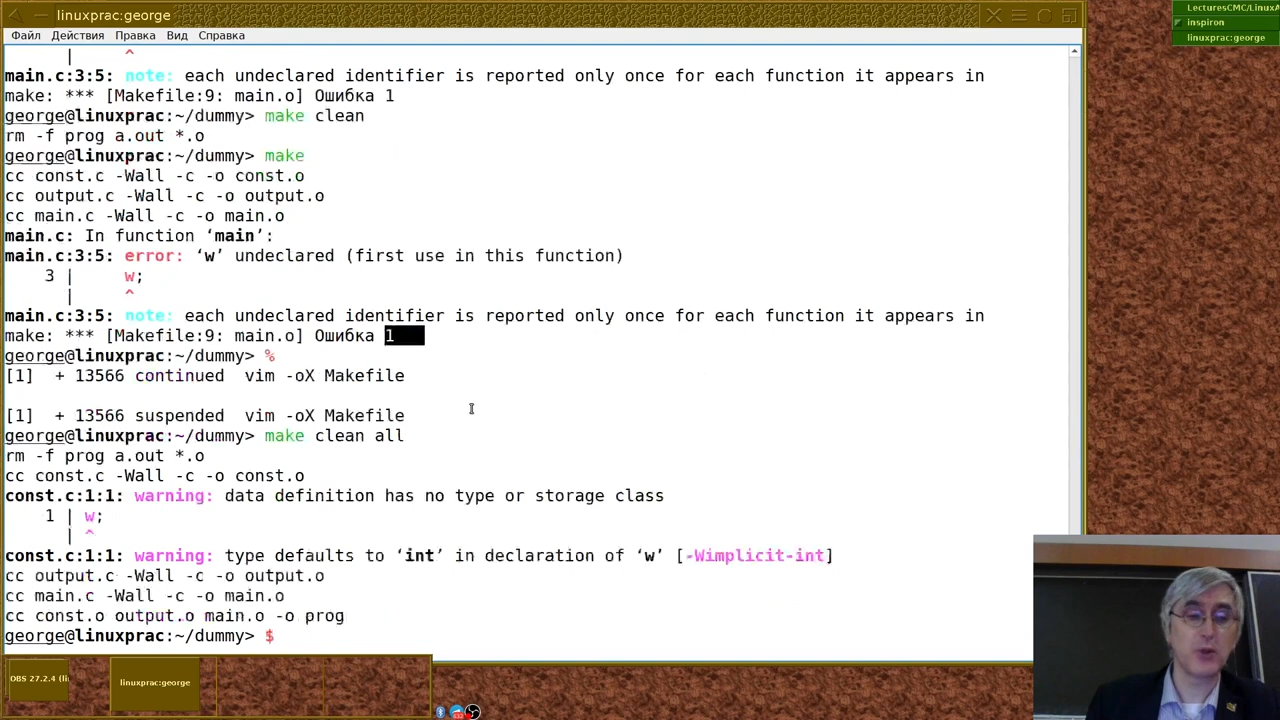 linuxprac:george
Файл Действия Правка Вид Справка
| ^
main.c:3:5: note: each undeclared identifier is reported only once for each function it appears in
make: *** [Makefile:9: main.o] Ошибка 1
george@linuxprac:~/dummy> make clean
rm -f prog a.out *.o
george@linuxprac:~/dummy> make
cc const.c -Wall -c -o const.o
cc output.c -Wall -c -o output.o
cc main.c -Wall -c -o main.o
main.c: In function ‘main’:
main.c:3:5: error: ‘w’ undeclared (first use in this function)
3 | w;
| ^
main.c:3:5: note: each undeclared identifier is reported only once for each function it appears in
make: *** [Makefile:9: main.o] Ошибка 1
george@linuxprac:~/dummy> %
[1] + 13566 continued vim -oX Makefile
[1] + 13566 suspended vim -oX Makefile
george@linuxprac:~/dummy> make clean all
rm -f prog a.out *.o
cc const.c -Wall -c -o const.o
const.c:1:1: warning: data definition has no type or storage class
1 | w;
| ^
const.c:1:1: warning: type defaults to ‘int’ in declaration of ‘w’ [-Wimplicit-int]
cc output.c -Wall -c -o output.o
cc main.c -Wall -c -o main.o
cc const.o output.o main.o -o prog
george@linuxprac:~/dummy> $
LecturesCMC/LinuxA
inspiron
linuxprac:george
OBS 27.2.4 (li
linuxprac:george